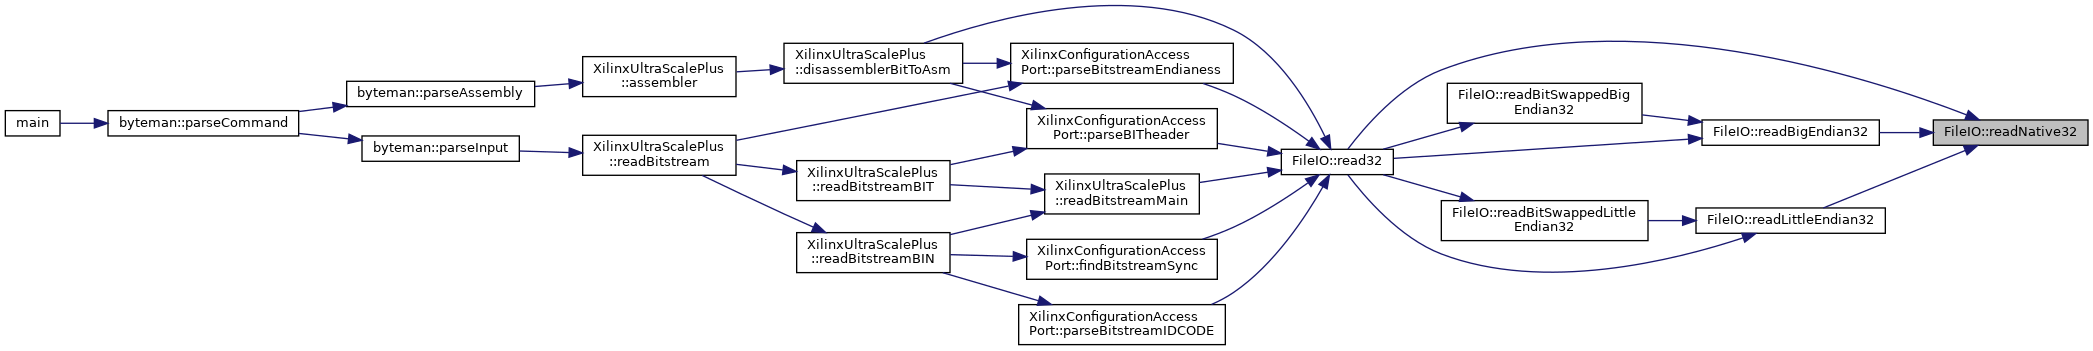 main
byteman::parseCommand
byteman::parseAssembly
byteman::parseInput
XilinxUltraScalePlus
::assembler
XilinxUltraScalePlus
::readBitstream
XilinxUltraScalePlus
::disassemblerBitToAsm
XilinxUltraScalePlus
::readBitstreamBIT
XilinxUltraScalePlus
::readBitstreamBIN
XilinxConfigurationAccess
Port::parseBitstreamEndianess
XilinxConfigurationAccess
Port::parseBITheader
XilinxUltraScalePlus
::readBitstreamMain
XilinxConfigurationAccess
Port::findBitstreamSync
XilinxConfigurationAccess
Port::parseBitstreamIDCODE
FileIO::read32
FileIO::readBitSwappedBig
Endian32
FileIO::readBitSwappedLittle
Endian32
FileIO::readBigEndian32
FileIO::readLittleEndian32
FileIO::readNative32